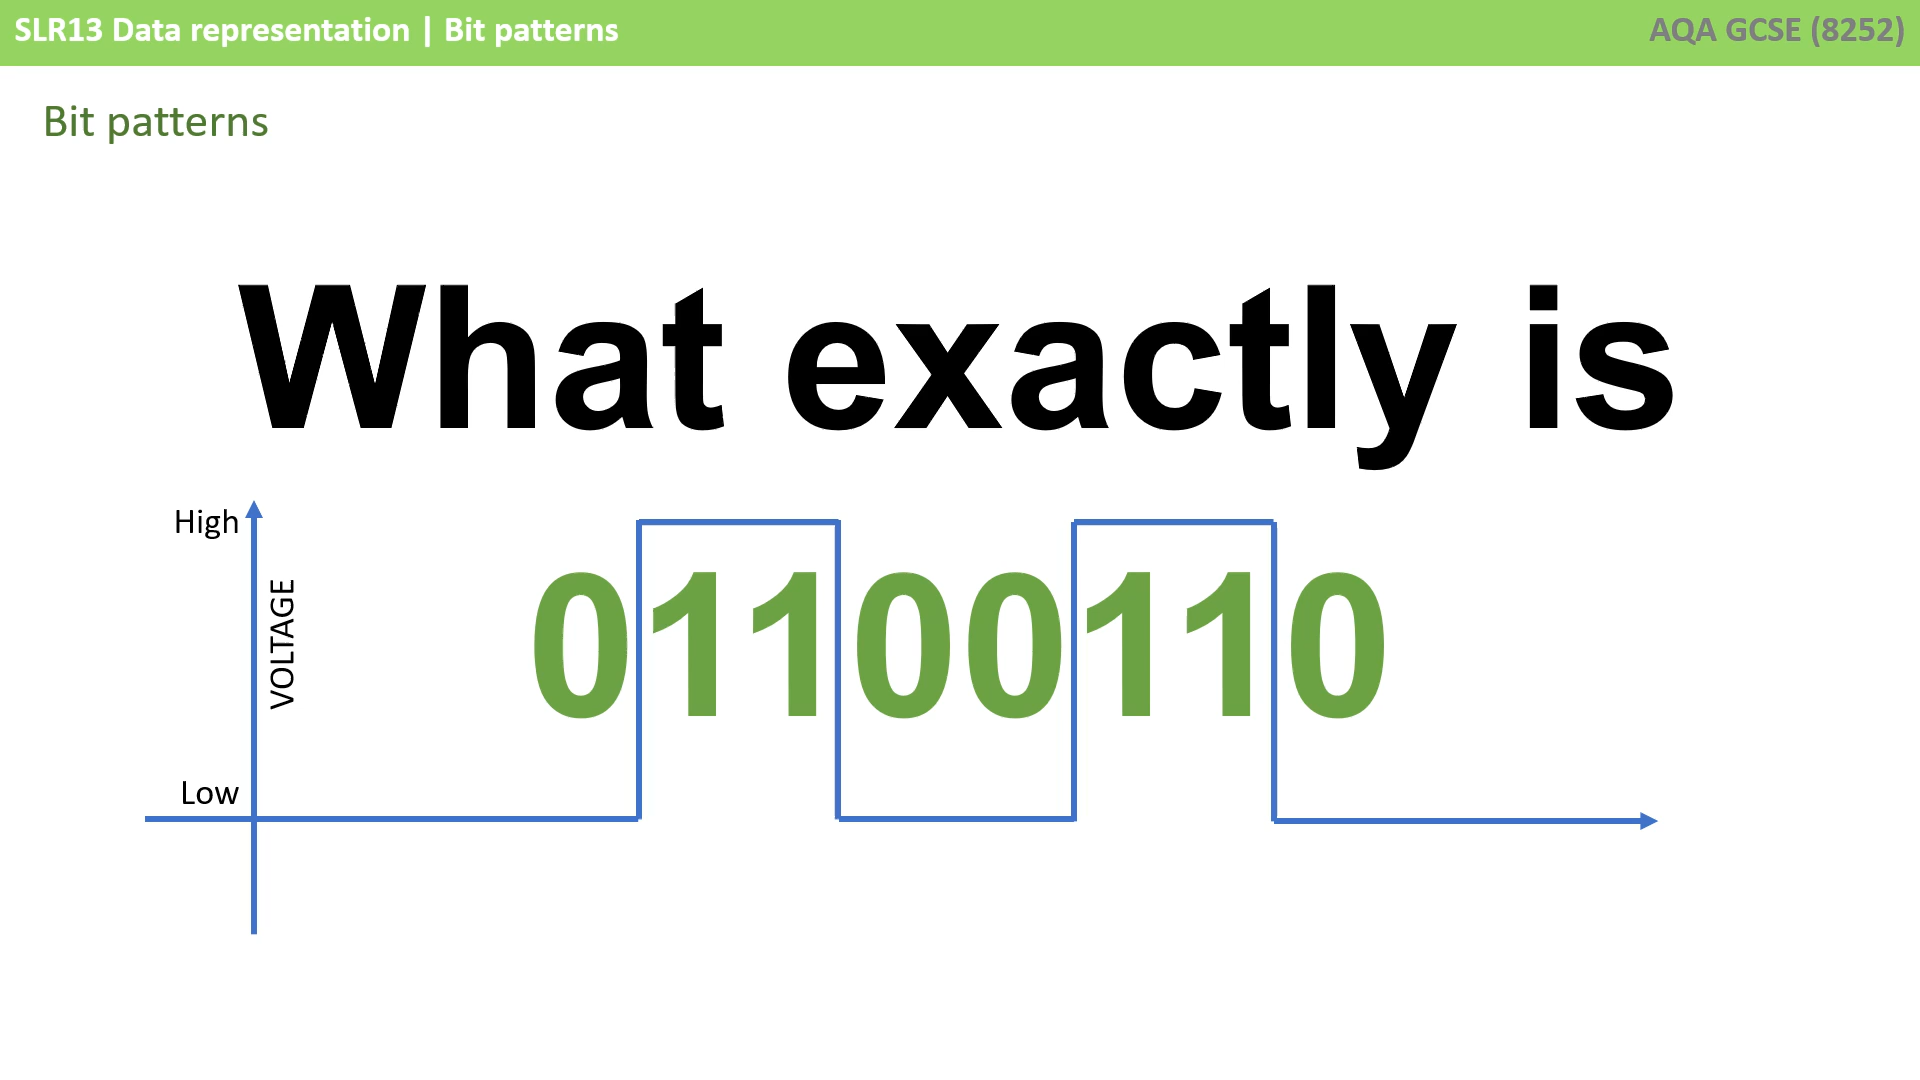 SLR13 Data representation | Bit patterns
AQA GCSE (8252)
Bit patterns
What exactly is
High
VOLTAGE
01100110
Low